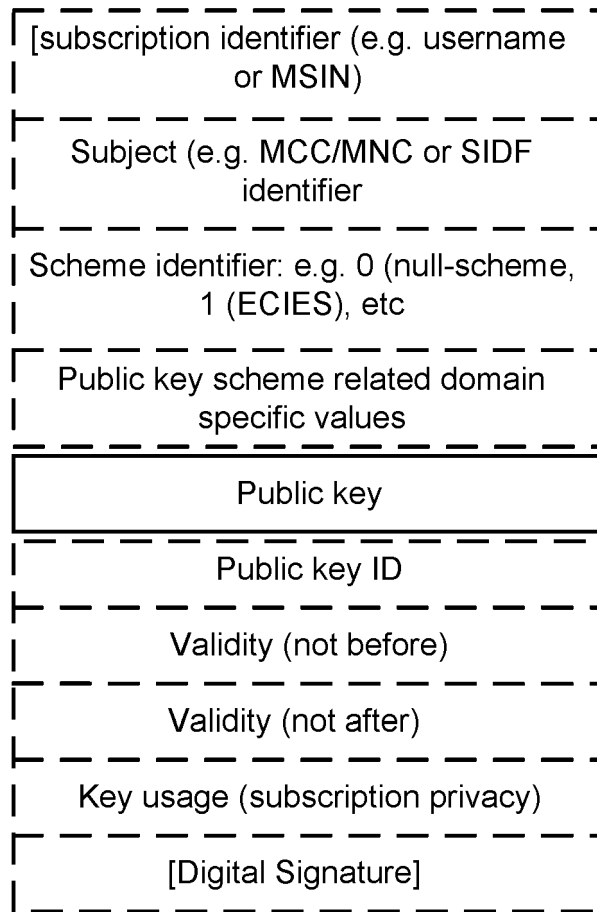 [subscription identifier (e.g. username
or MSIN)
Subject (e.g. MCC/MNC or SIDF
identifier
Scheme identifier: e.g. 0 (null-scheme,
1 (ECIES), etc
Public key scheme related domain
specific values
Public key
Public key ID
Validity (not before)
Validity (not after)
Key usage (subscription privacy)
[Digital Signature]